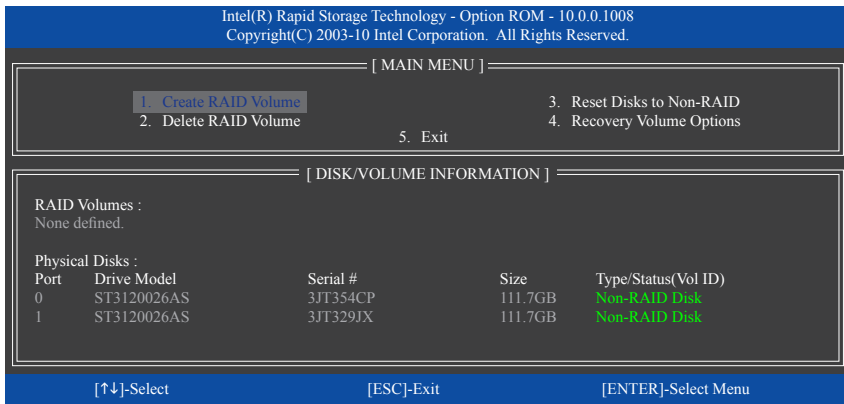 Intel(R) Rapid Storage Technology - Option ROM - 10.0.0.1008
Copyright(C) 2003-10 Intel Corporation. All Rights Reserved.
[ MAIN MENU ]
1. Create RAID Volume 3. Reset Disks to Non-RAID
2. Delete RAID Volume 4. Recovery Volume Options
5. Exit
[ DISK/VOLUME INFORMATION ]
RAID Volumes :
None defined.
Physical Disks :
Port Drive Model Serial # Size Type/Status(Vol ID)
0 ST3120026AS 3JT354CP 111.7GB Non-RAID Disk
1 ST3120026AS 3JT329JX 111.7GB Non-RAID Disk
[↑↓]-Select [ESC]-Exit [ENTER]-Select Menu